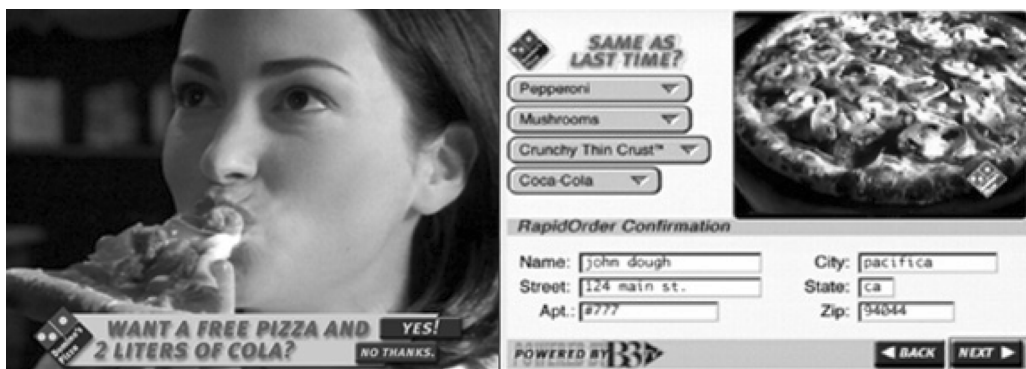 WANT A FREE PIZZA AND
2 LITERS OF COLA?
YES!
NO THANKS.
Domino's
Pizza
SAME AS
LAST TIME?
Pepperoni
Mushrooms
Crunchy Thin Crust™
Coca-Cola
RapidOrder Confirmation
Name: john dough
City: pacifica
Street: 124 main st.
State: ca
Apt.: #777
Zip: 94044
POWERED BY
BACK
NEXT